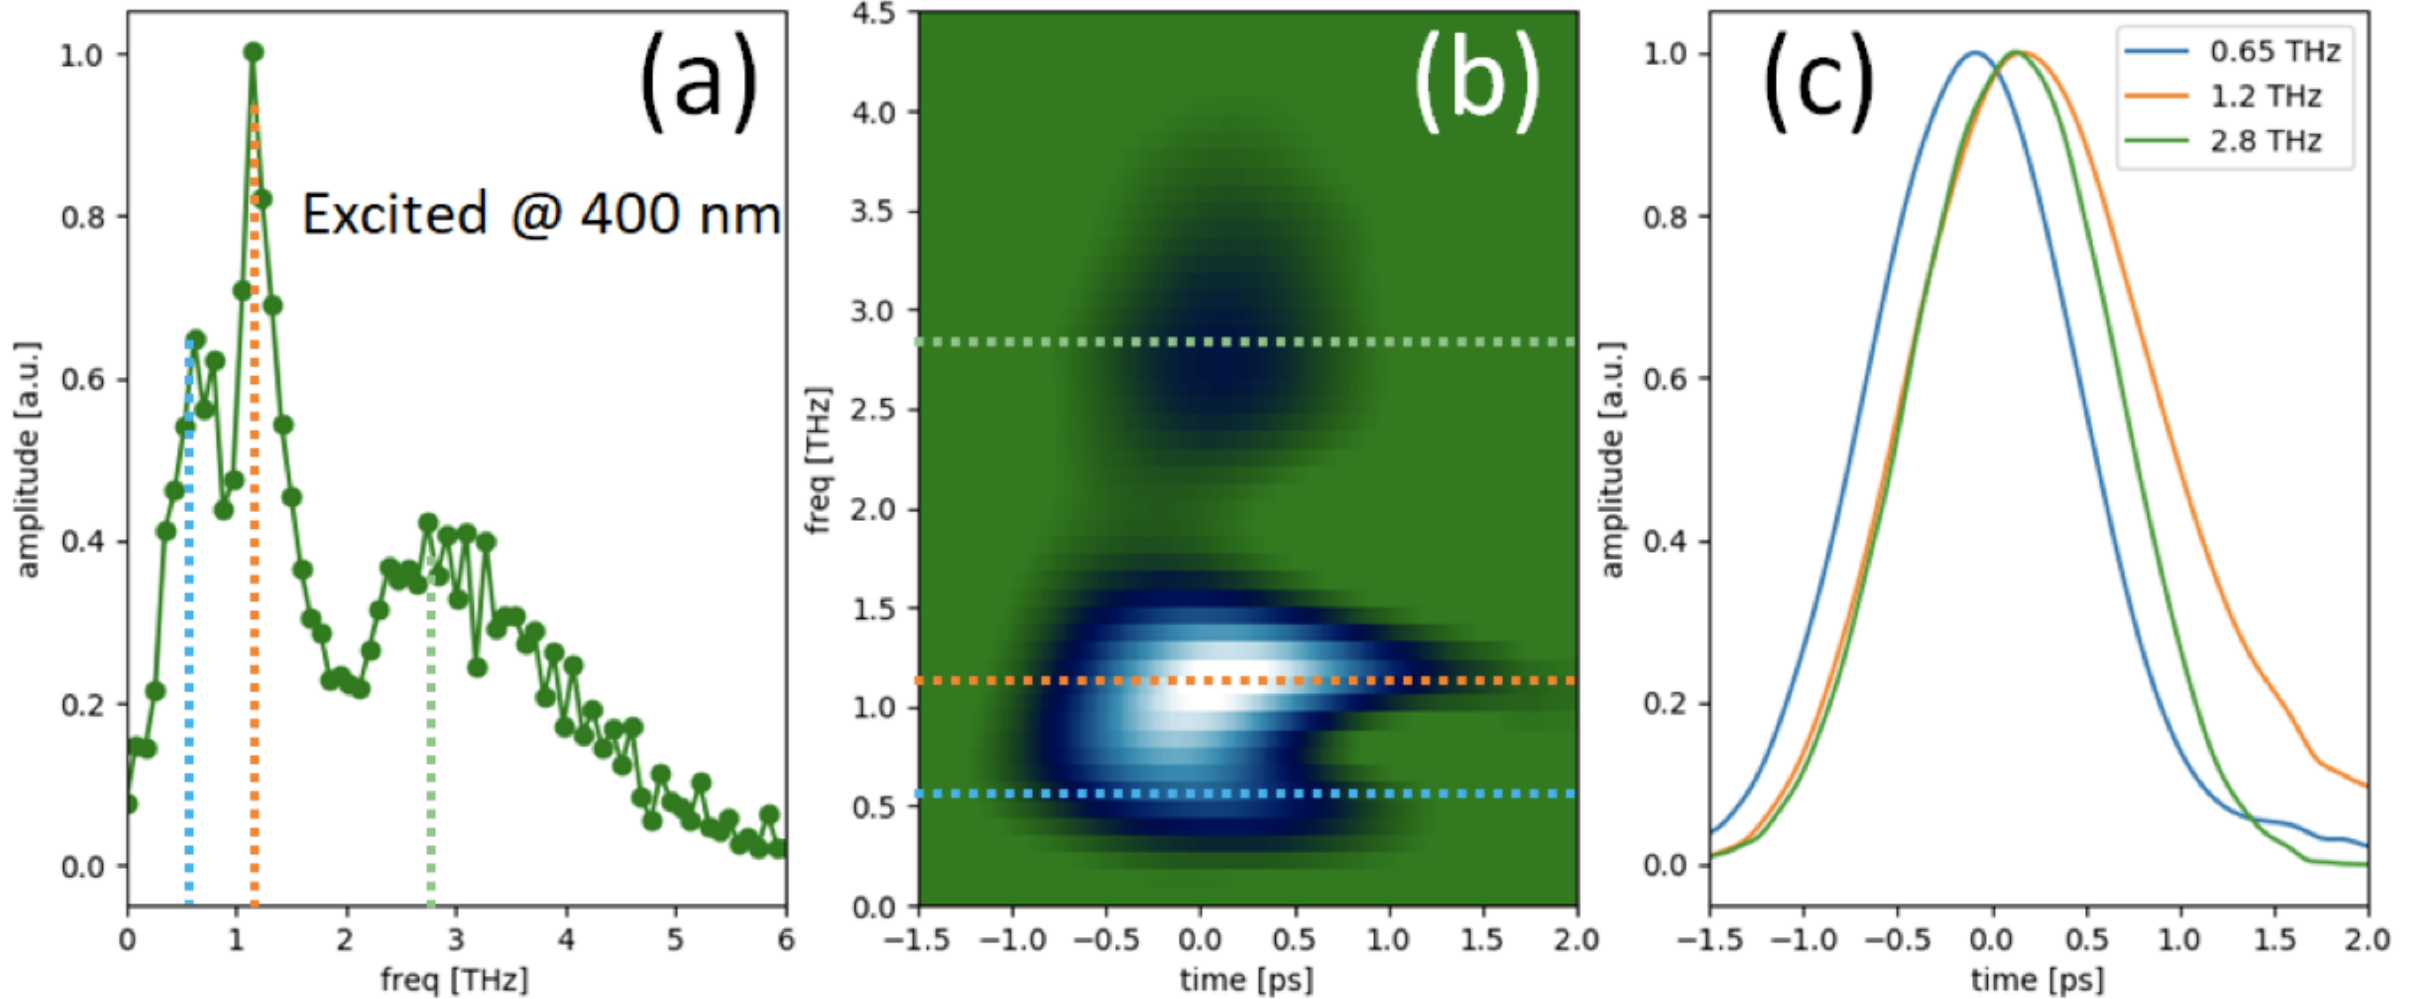 (a)
Excited @ 400 nm
1.0
0.8
0.6
0.4
0.2
0.0
amplitude [a.u.]
0 1 2 3 4 5 6
freq [THz]
(b)
4.5
4.0
3.5
3.0
2.5
2.0
1.5
1.0
0.5
0.0
freq [THz]
−1.5 −1.0 −0.5 0.0 0.5 1.0 1.5 2.0
time [ps]
(c)
0.65 THz
1.2 THz
2.8 THz
1.0
0.8
0.6
0.4
0.2
0.0
amplitude [a.u.]
−1.5 −1.0 −0.5 0.0 0.5 1.0 1.5 2.0
time [ps]